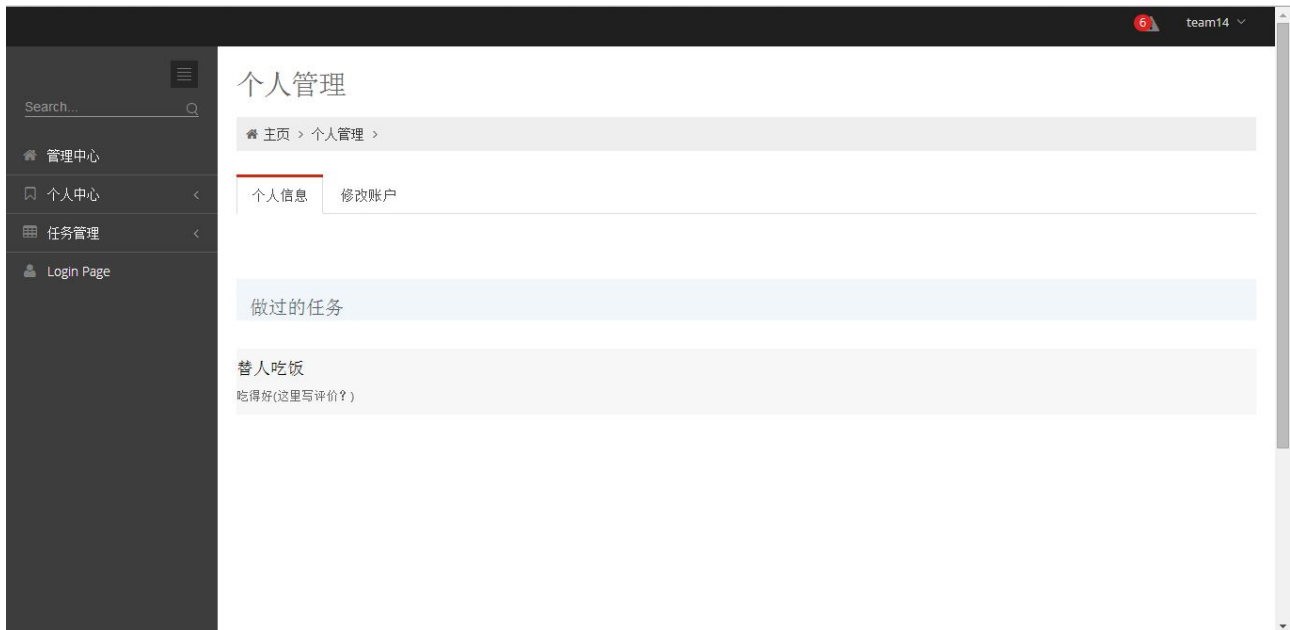 6
team14
个人管理
Search...
主页 > 个人管理 >
管理中心
个人中心
个人信息
修改账户
任务管理
Login Page
做过的任务
替人吃饭
吃得好(这里写评价？)